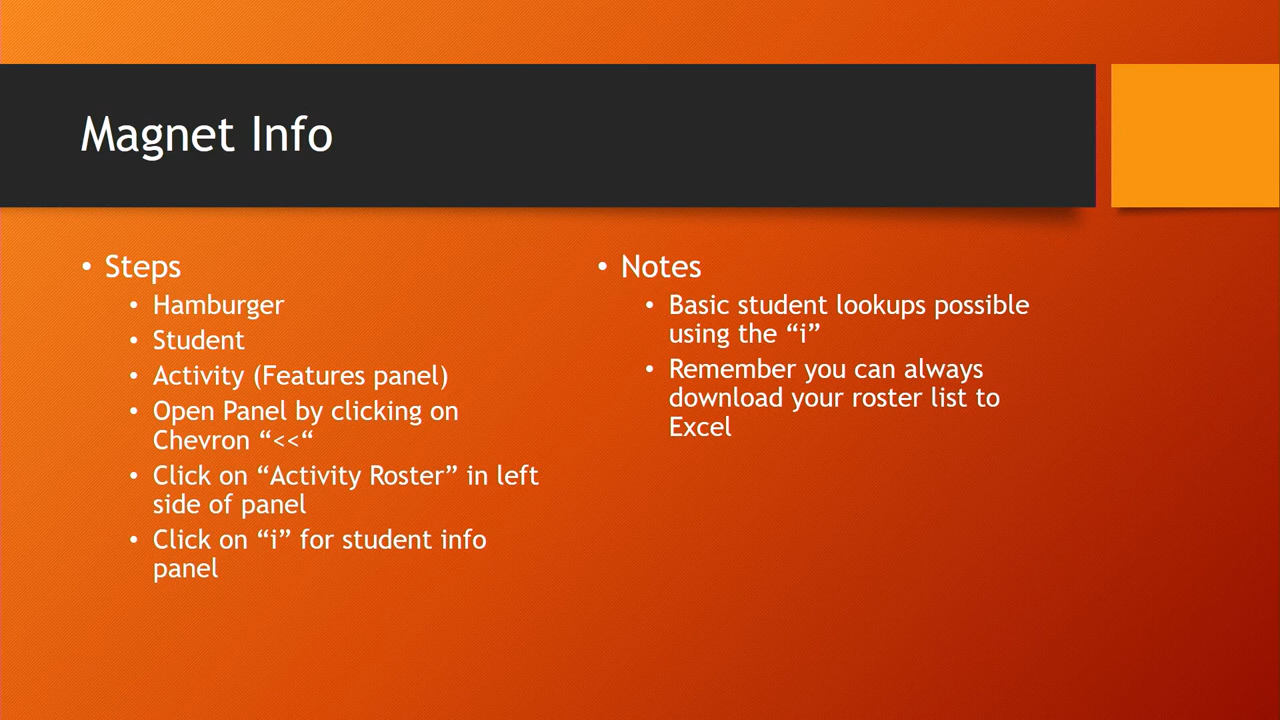 Magnet Info
• Steps
• Hamburger
• Student
• Activity (Features panel)
• Open Panel by clicking on
Chevron “<<“
• Click on “Activity Roster” in left
side of panel
• Click on “i” for student info
panel
• Notes
• Basic student lookups possible
using the “i”
• Remember you can always
download your roster list to
Excel